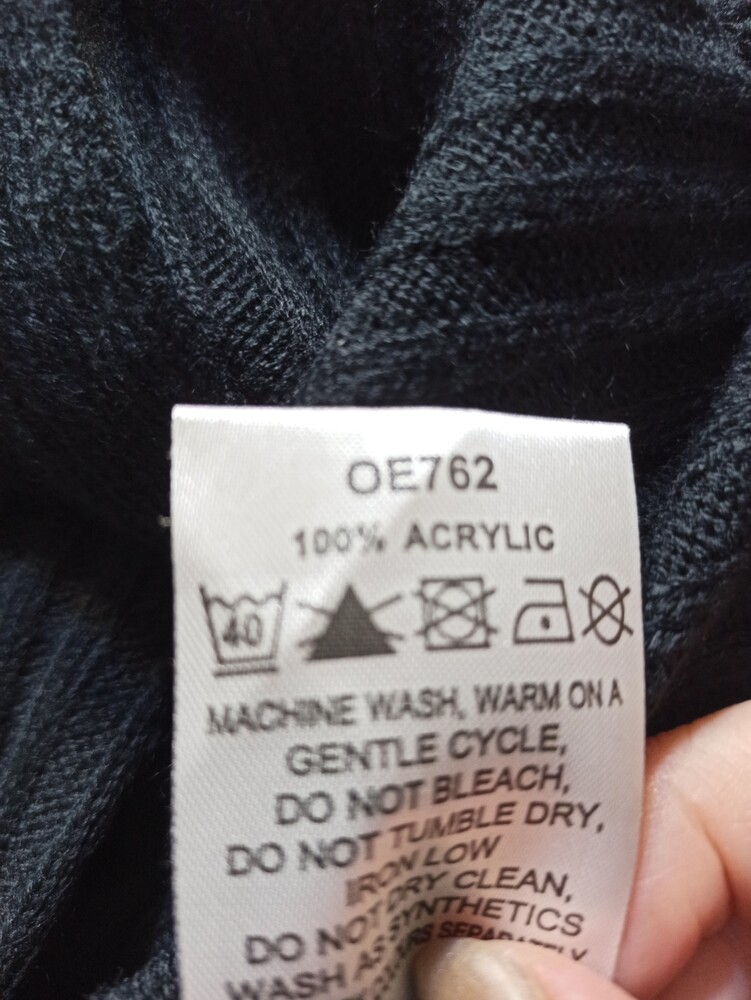 OE762
100% ACRYLIC
40
MACHINE WASH, WARM ON A
GENTLE CYCLE,
DO NOT BLEACH,
DO NOT TUMBLE DRY,
IRON LOW
DO NOT DRY CLEAN,
WASH AS SYNTHETICS
SEPARATELY